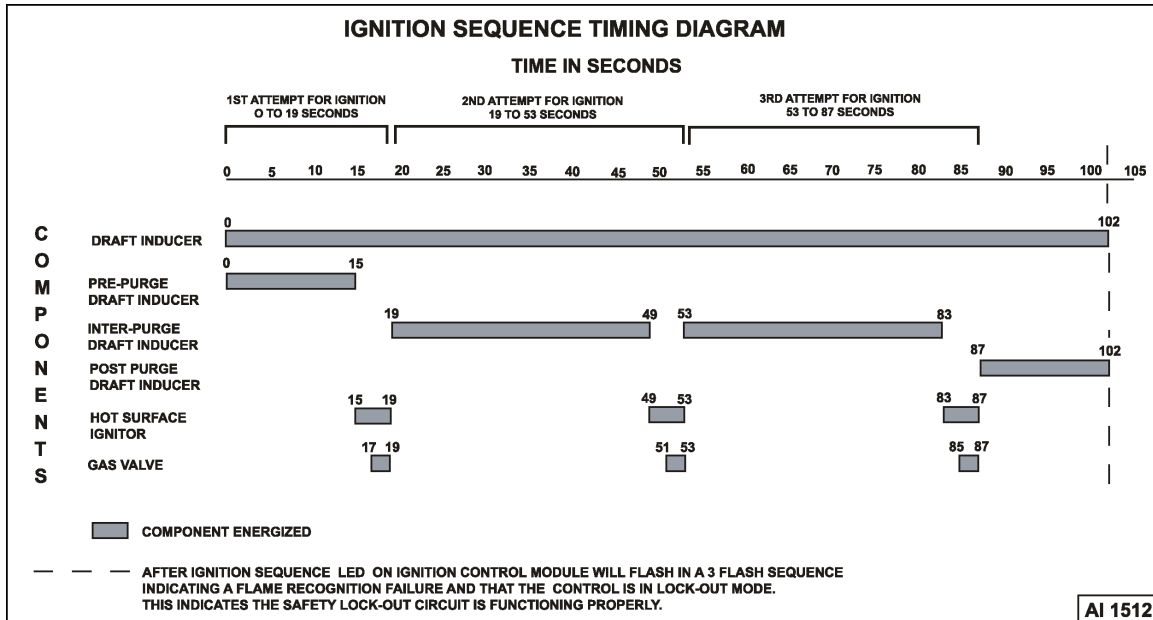 IGNITION SEQUENCE TIMING DIAGRAM
TIME IN SECONDS
1ST ATTEMPT FOR IGNITION
O TO 19 SECONDS
2ND ATTEMPT FOR IGNITION
19 TO 53 SECONDS
3RD ATTEMPT FOR IGNITION
53 TO 87 SECONDS
0 5 10 15 20 25 30 35 40 45 50 55 60 65 70 75 80 85 90 95 100 105
COMPONENTS
0 102
DRAFT INDUCER
0 15
PRE-PURGE
DRAFT INDUCER
19 49 53 83
INTER-PURGE
DRAFT INDUCER
87 102
POST PURGE
DRAFT INDUCER
15 19 49 53 83 87
HOT SURFACE
IGNITOR
17 19 51 53 85 87
GAS VALVE
COMPONENT ENERGIZED
AFTER IGNITION SEQUENCE LED ON IGNITION CONTROL MODULE WILL FLASH IN A 3 FLASH SEQUENCE
INDICATING A FLAME RECOGNITION FAILURE AND THAT THE CONTROL IS IN LOCK-OUT MODE.
THIS INDICATES THE SAFETY LOCK-OUT CIRCUIT IS FUNCTIONING PROPERLY.
AI 1512